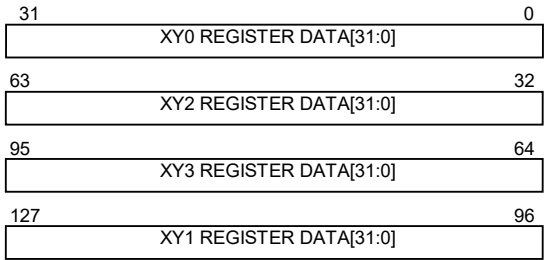 31 0
XY0 REGISTER DATA[31:0]
63 32
XY2 REGISTER DATA[31:0]
95 64
XY3 REGISTER DATA[31:0]
127 96
XY1 REGISTER DATA[31:0]